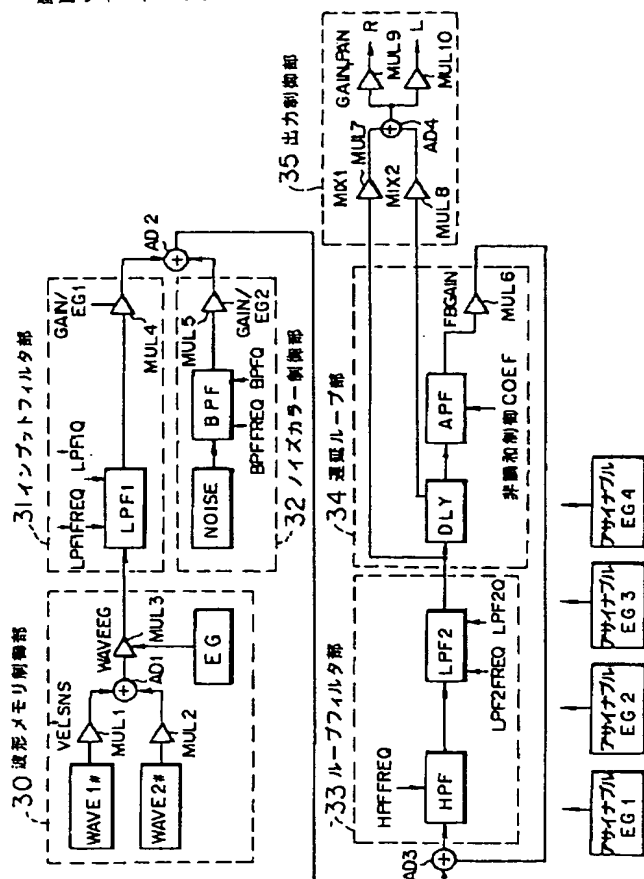 30 波形メモリ制御部
VELSNS
WAVEEG
WAVE1#
WAVE2#
MUL1
MUL2
AD1
MUL3
EG
31 インプットフィルタ部
LPF1FREQ
LPF1Q
LPF1
GAIN/
EG1
MUL4
AD2
NOISE
BPF
MUL5
GAIN/
EG2
BPFFREQ
BPFQ
32 ノイズカラー制御部
33 ループフィルタ部
AD3
HPFFREQ
HPF
LPF2
LPF2FREQ
LPF2Q
34 遅延ループ部
DLY
APF
FBGAIN
MUL6
非調和制御 COEF
35 出力制御部
MIX1
MUL7
MIX2
MUL8
AD4
GAIN,PAN
MUL9
R
L
MUL10
アサイナブル
EG1
アサイナブル
EG2
アサイナブル
EG3
アサイナブル
EG4